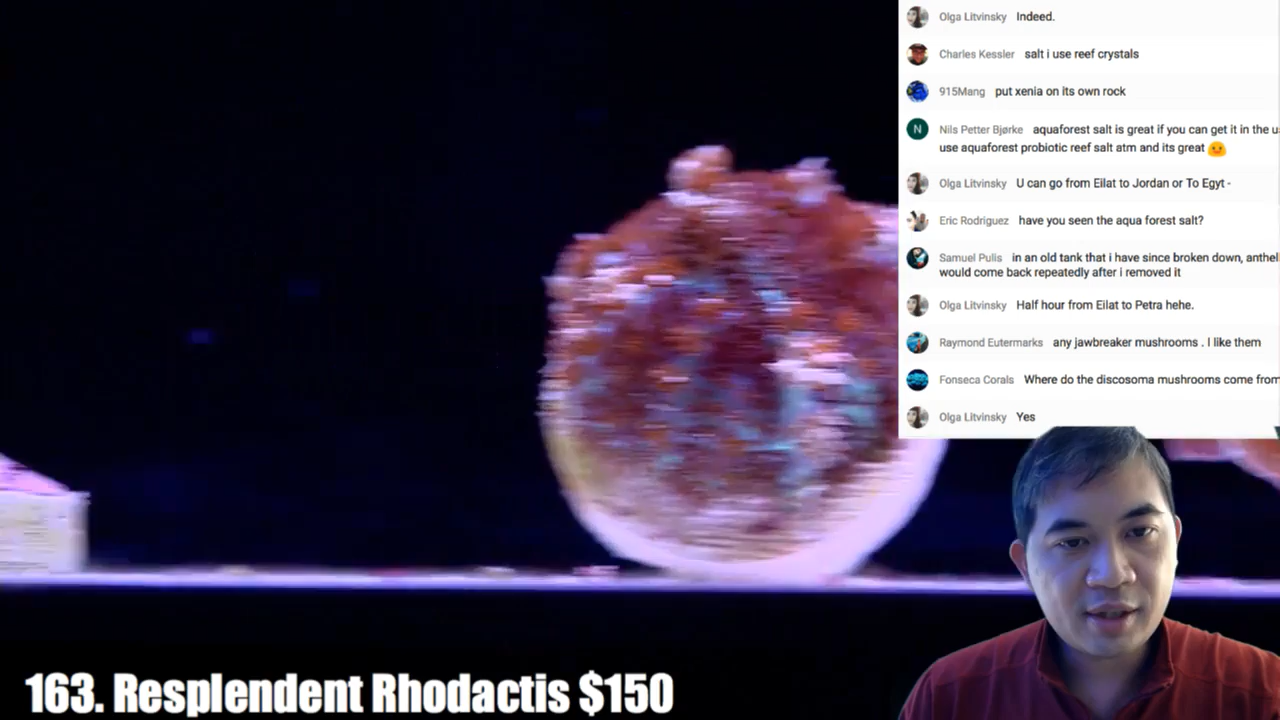 Olga Litvinsky Indeed.
Charles Kessler salt i use reef crystals
915Mang put xenia on its own rock
N Nils Petter Bjørke aquaforest salt is great if you can get it in the
use aquaforest probiotic reef salt atm and its great
Olga Litvinsky U can go from Eilat to Jordan or To Egyt -
Eric Rodriguez have you seen the aqua forest salt?
Samuel Pulis in an old tank that i have since broken down,
would come back repeatedly after i removed it
Olga Litvinsky Half hour from Eilat to Petra hehe.
Raymond Eutermarks any jawbreaker mushrooms . I like them
Fonseca Corals Where do the discosoma mushrooms come from
Olga Litvinsky Yes
163. Resplendent Rhodactis $150